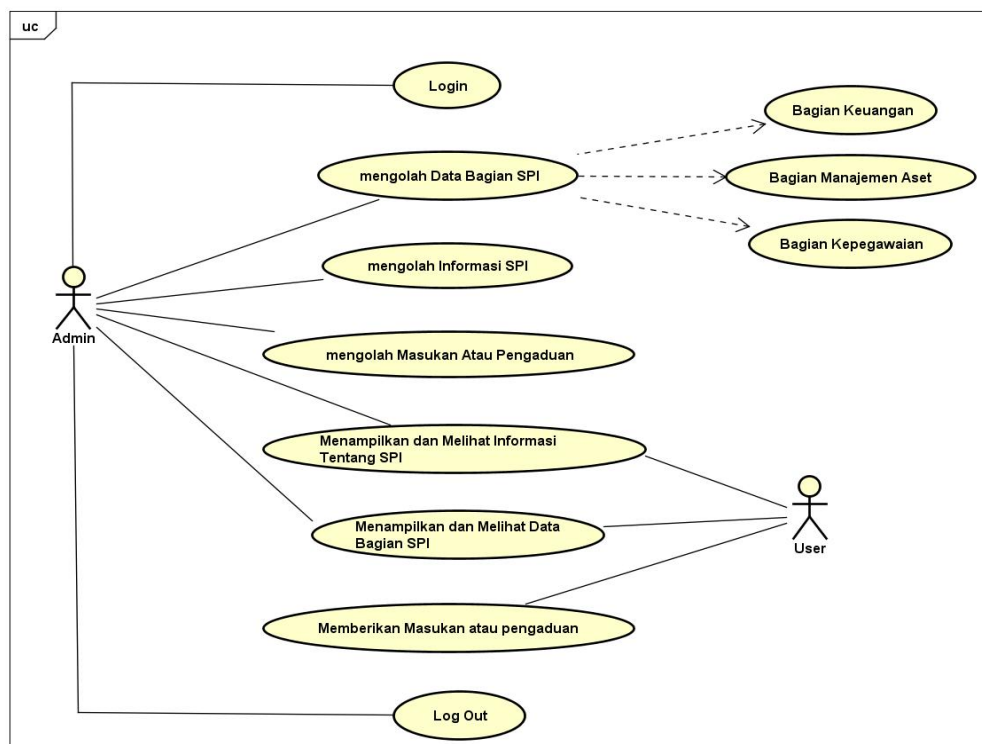 uc
Login
Bagian Keuangan
mengolah Data Bagian SPI
Bagian Manajemen Aset
Bagian Kepegawaian
mengolah Informasi SPI
Admin
mengolah Masukan Atau Pengaduan
Menampilkan dan Melihat Informasi
Tentang SPI
Menampilkan dan Melihat Data
Bagian SPI
User
Memberikan Masukan atau pengaduan
Log Out